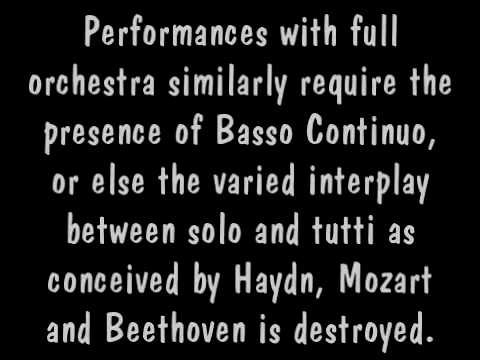 Performances with full
orchestra similarly require the
presence of Basso Continuo,
or else the varied interplay
between solo and tutti as
conceived by Haydn, Mozart
and Beethoven is destroyed.